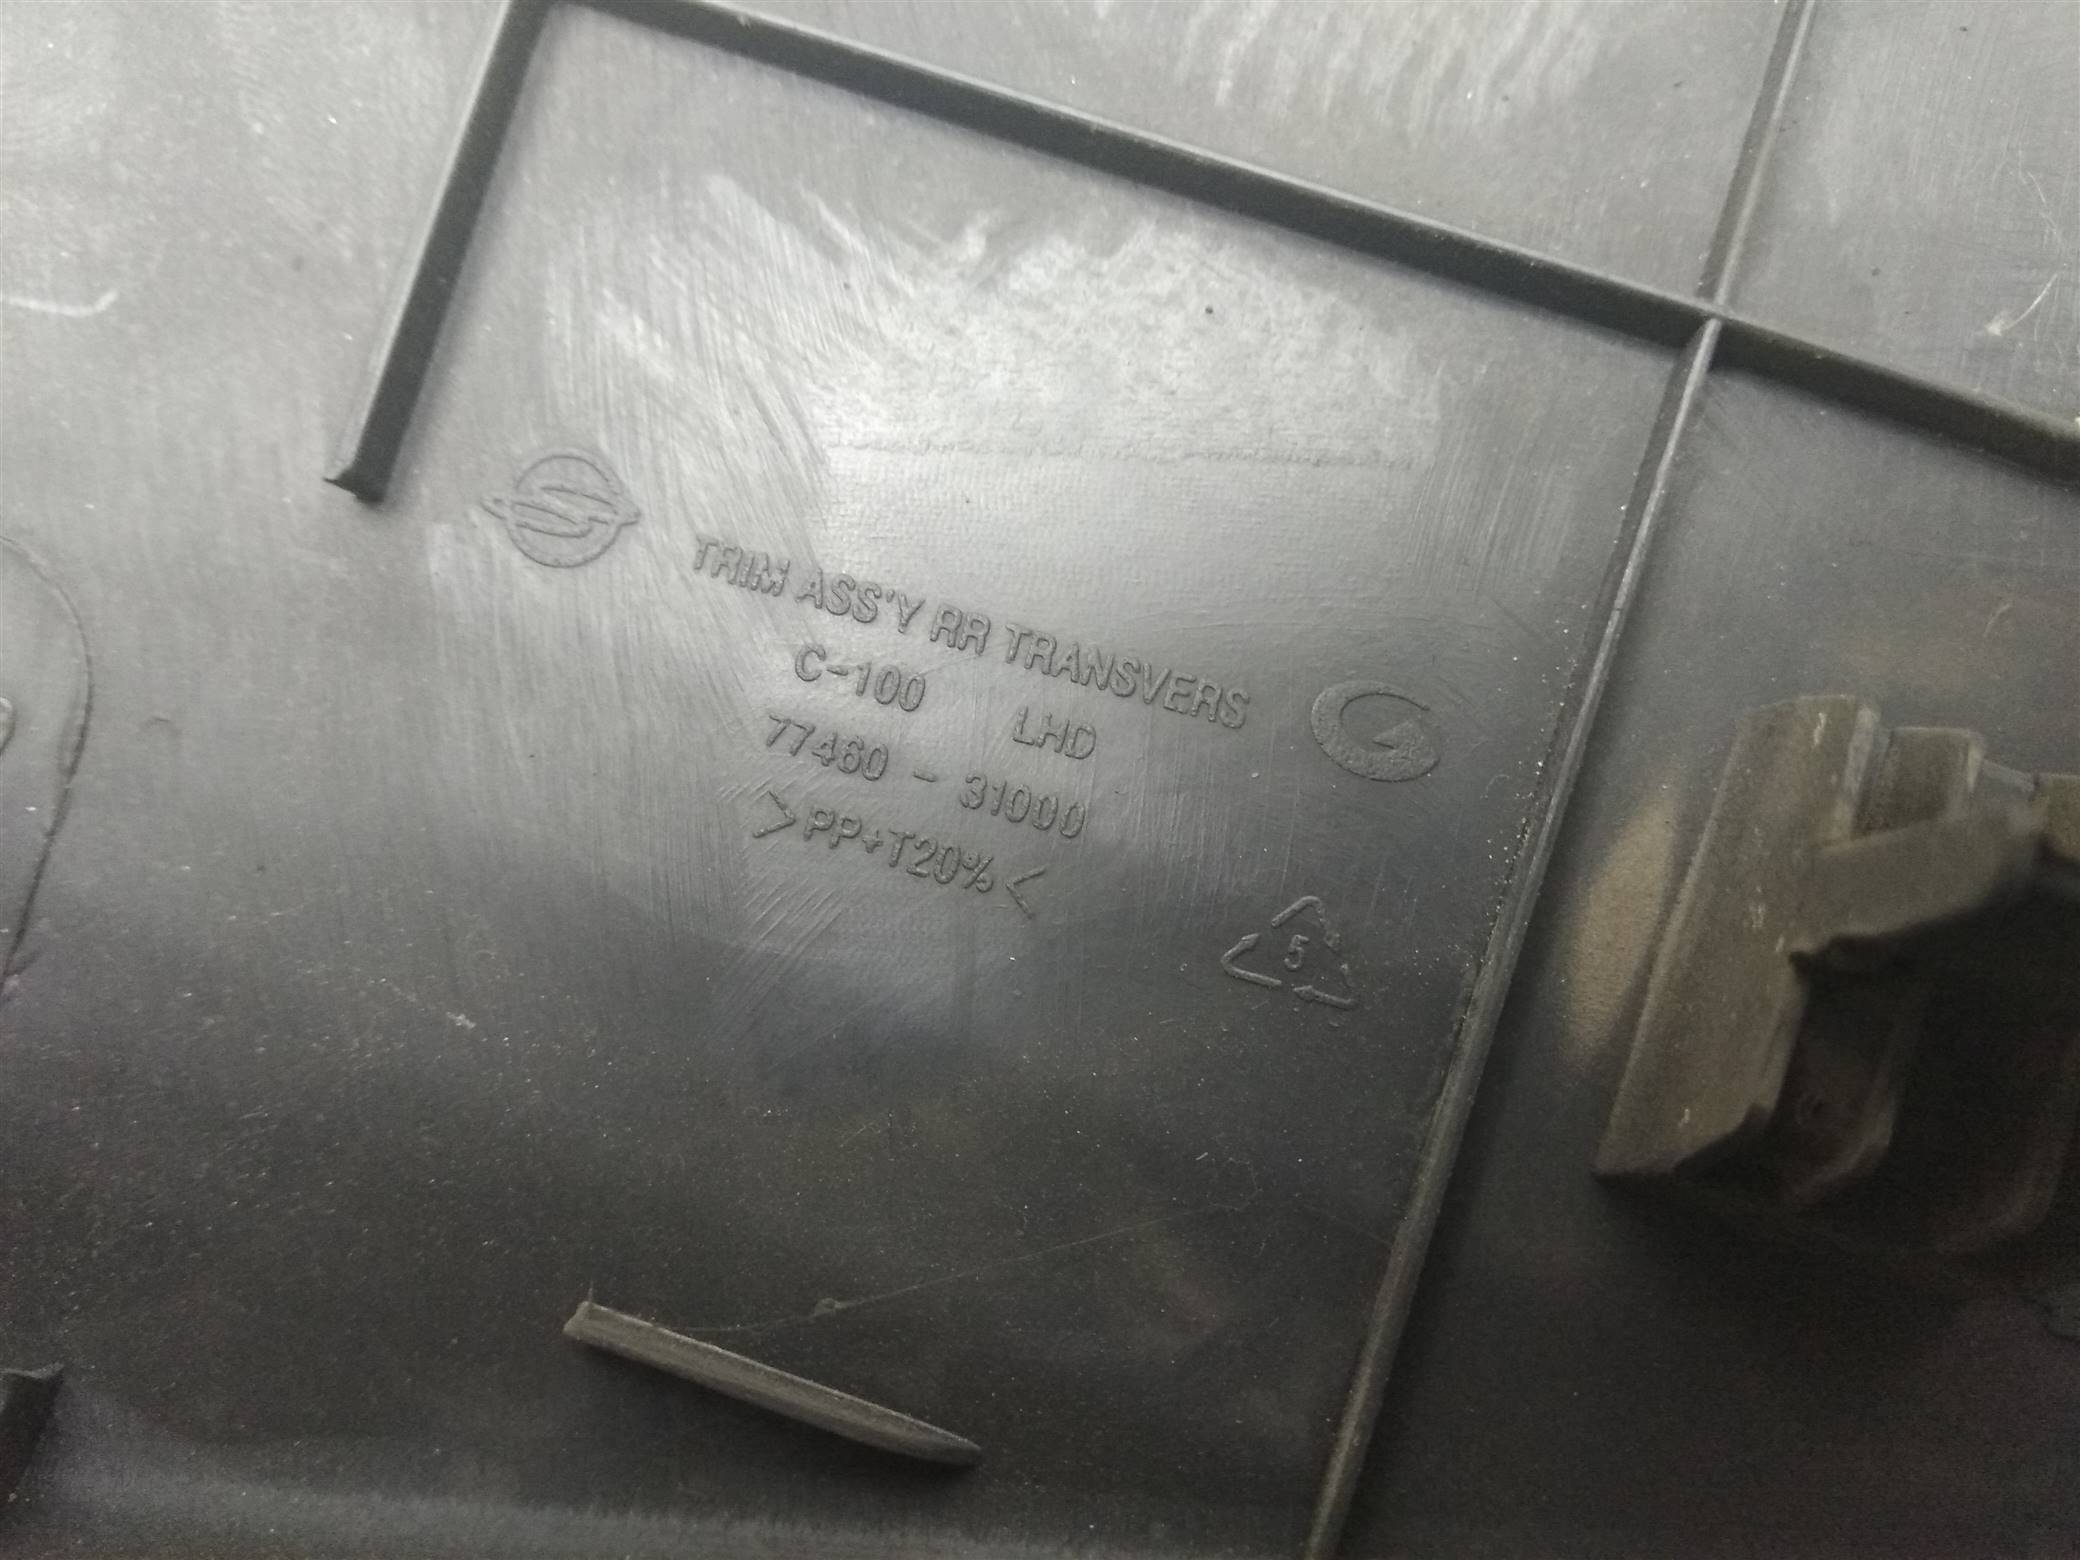 TRIM ASS'Y RR TRANSVERS
C-100 LHD
77460 - 31000
>PP+T20%<
5